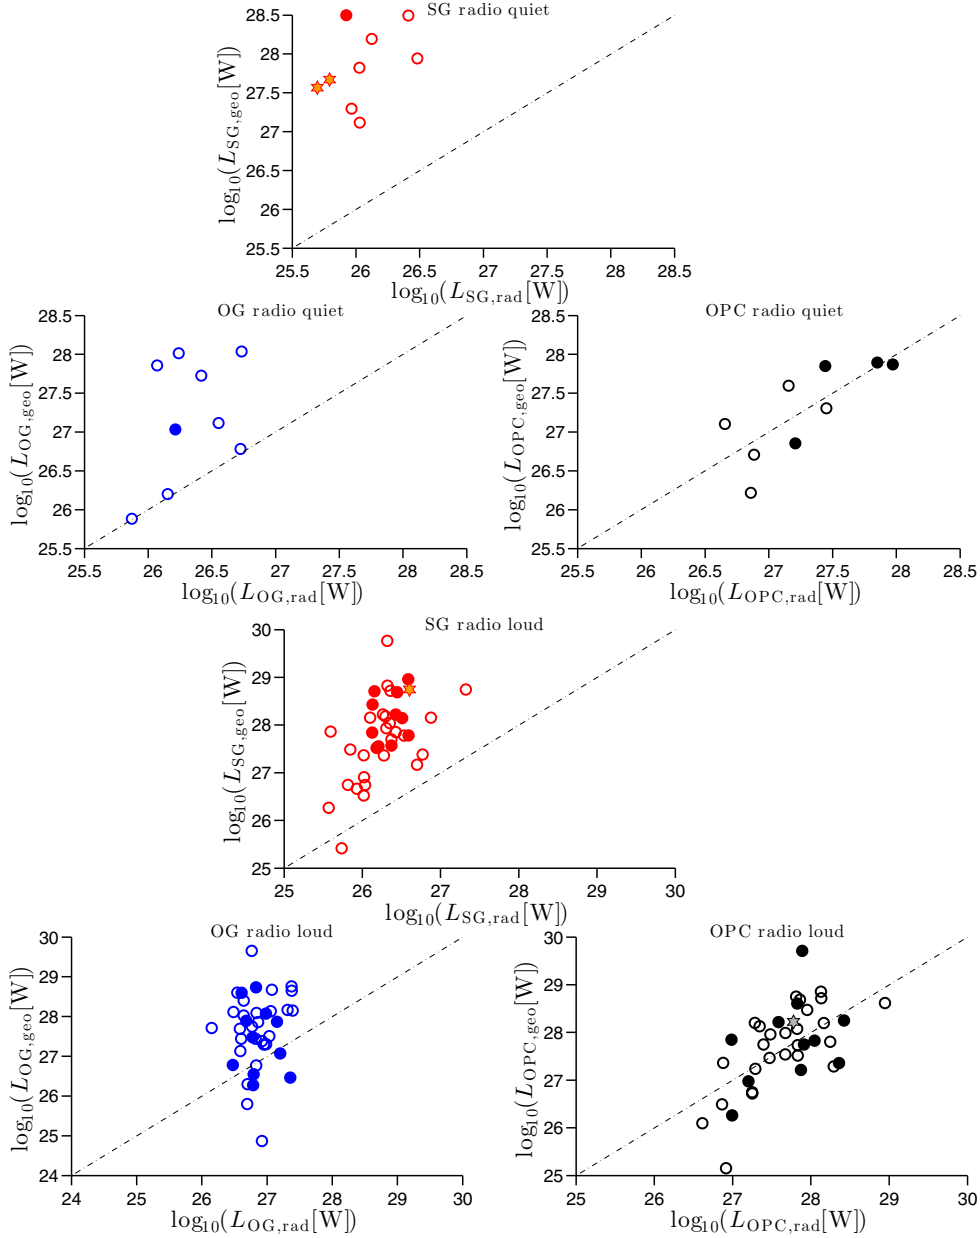 SG radio quiet
log10(LSG,geo[W])
28.5
28
27.5
27
26.5
26
25.5
25.5 26 26.5 27 27.5 28 28.5
log10(LSG,rad[W])
OG radio quiet
log10(LOG,geo[W])
28.5
28
27.5
27
26.5
26
25.5
25.5 26 26.5 27 27.5 28 28.5
log10(LOG,rad[W])
OPC radio quiet
log10(LOPC,geo[W])
28.5
28
27.5
27
26.5
26
25.5
25.5 26 26.5 27 27.5 28 28.5
log10(LOPC,rad[W])
SG radio loud
log10(LSG,geo[W])
30
29
28
27
26
25
25 26 27 28 29 30
log10(LSG,rad[W])
OG radio loud
log10(LOG,geo[W])
30
29
28
27
26
25
24
24 25 26 27 28 29 30
log10(LOG,rad[W])
OPC radio loud
log10(LOPC,geo[W])
30
29
28
27
26
25
25 26 27 28 29 30
log10(LOPC,rad[W])